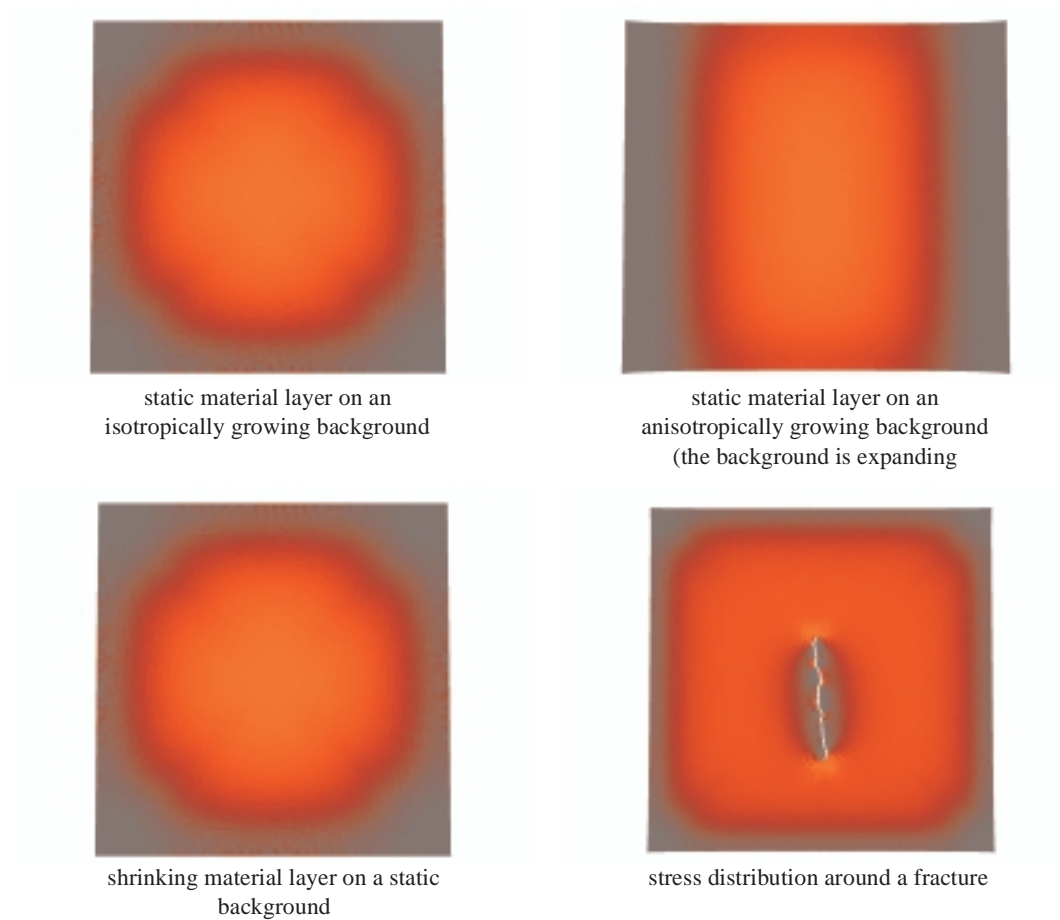 static material layer on an
isotropically growing background
static material layer on an
anisotropically growing background
(the background is expanding
shrinking material layer on a static
background
stress distribution around a fracture